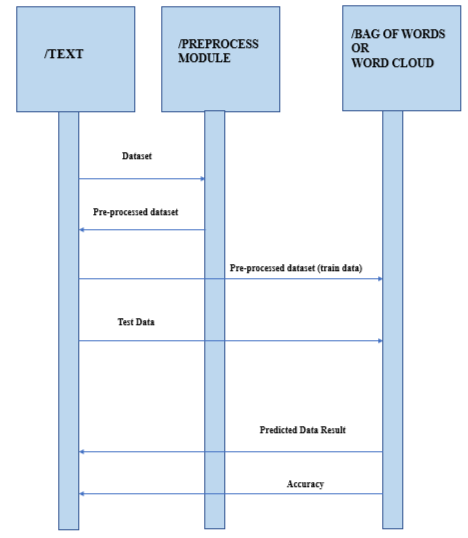 /TEXT
/PREPROCESS
MODULE
/BAG OF WORDS
OR
WORD CLOUD
Dataset
Pre-processed dataset
Pre-processed dataset (train data)
Test Data
Predicted Data Result
Accuracy